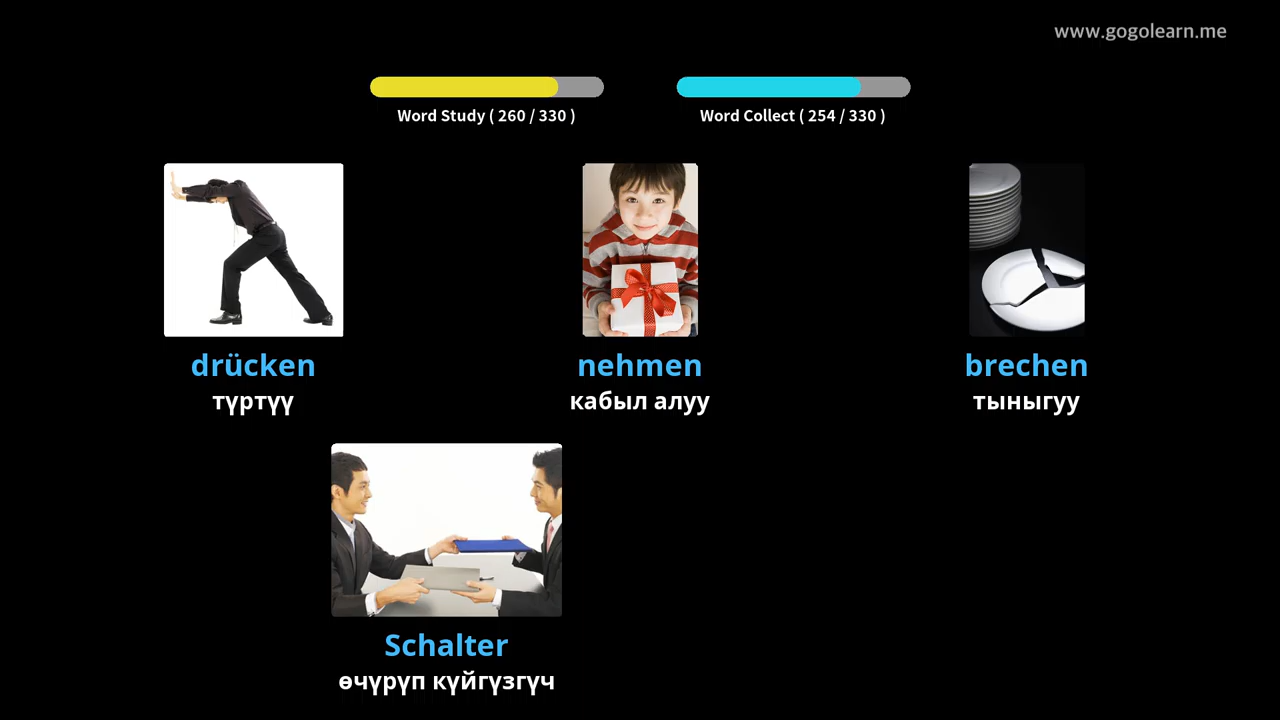 www.gogolearn.me
Word Study ( 260 / 330 )
Word Collect ( 254 / 330 )
drücken
түртүү
nehmen
кабыл алуу
brechen
тыныгуу
Schalter
өчүрүп күйгүзгүч